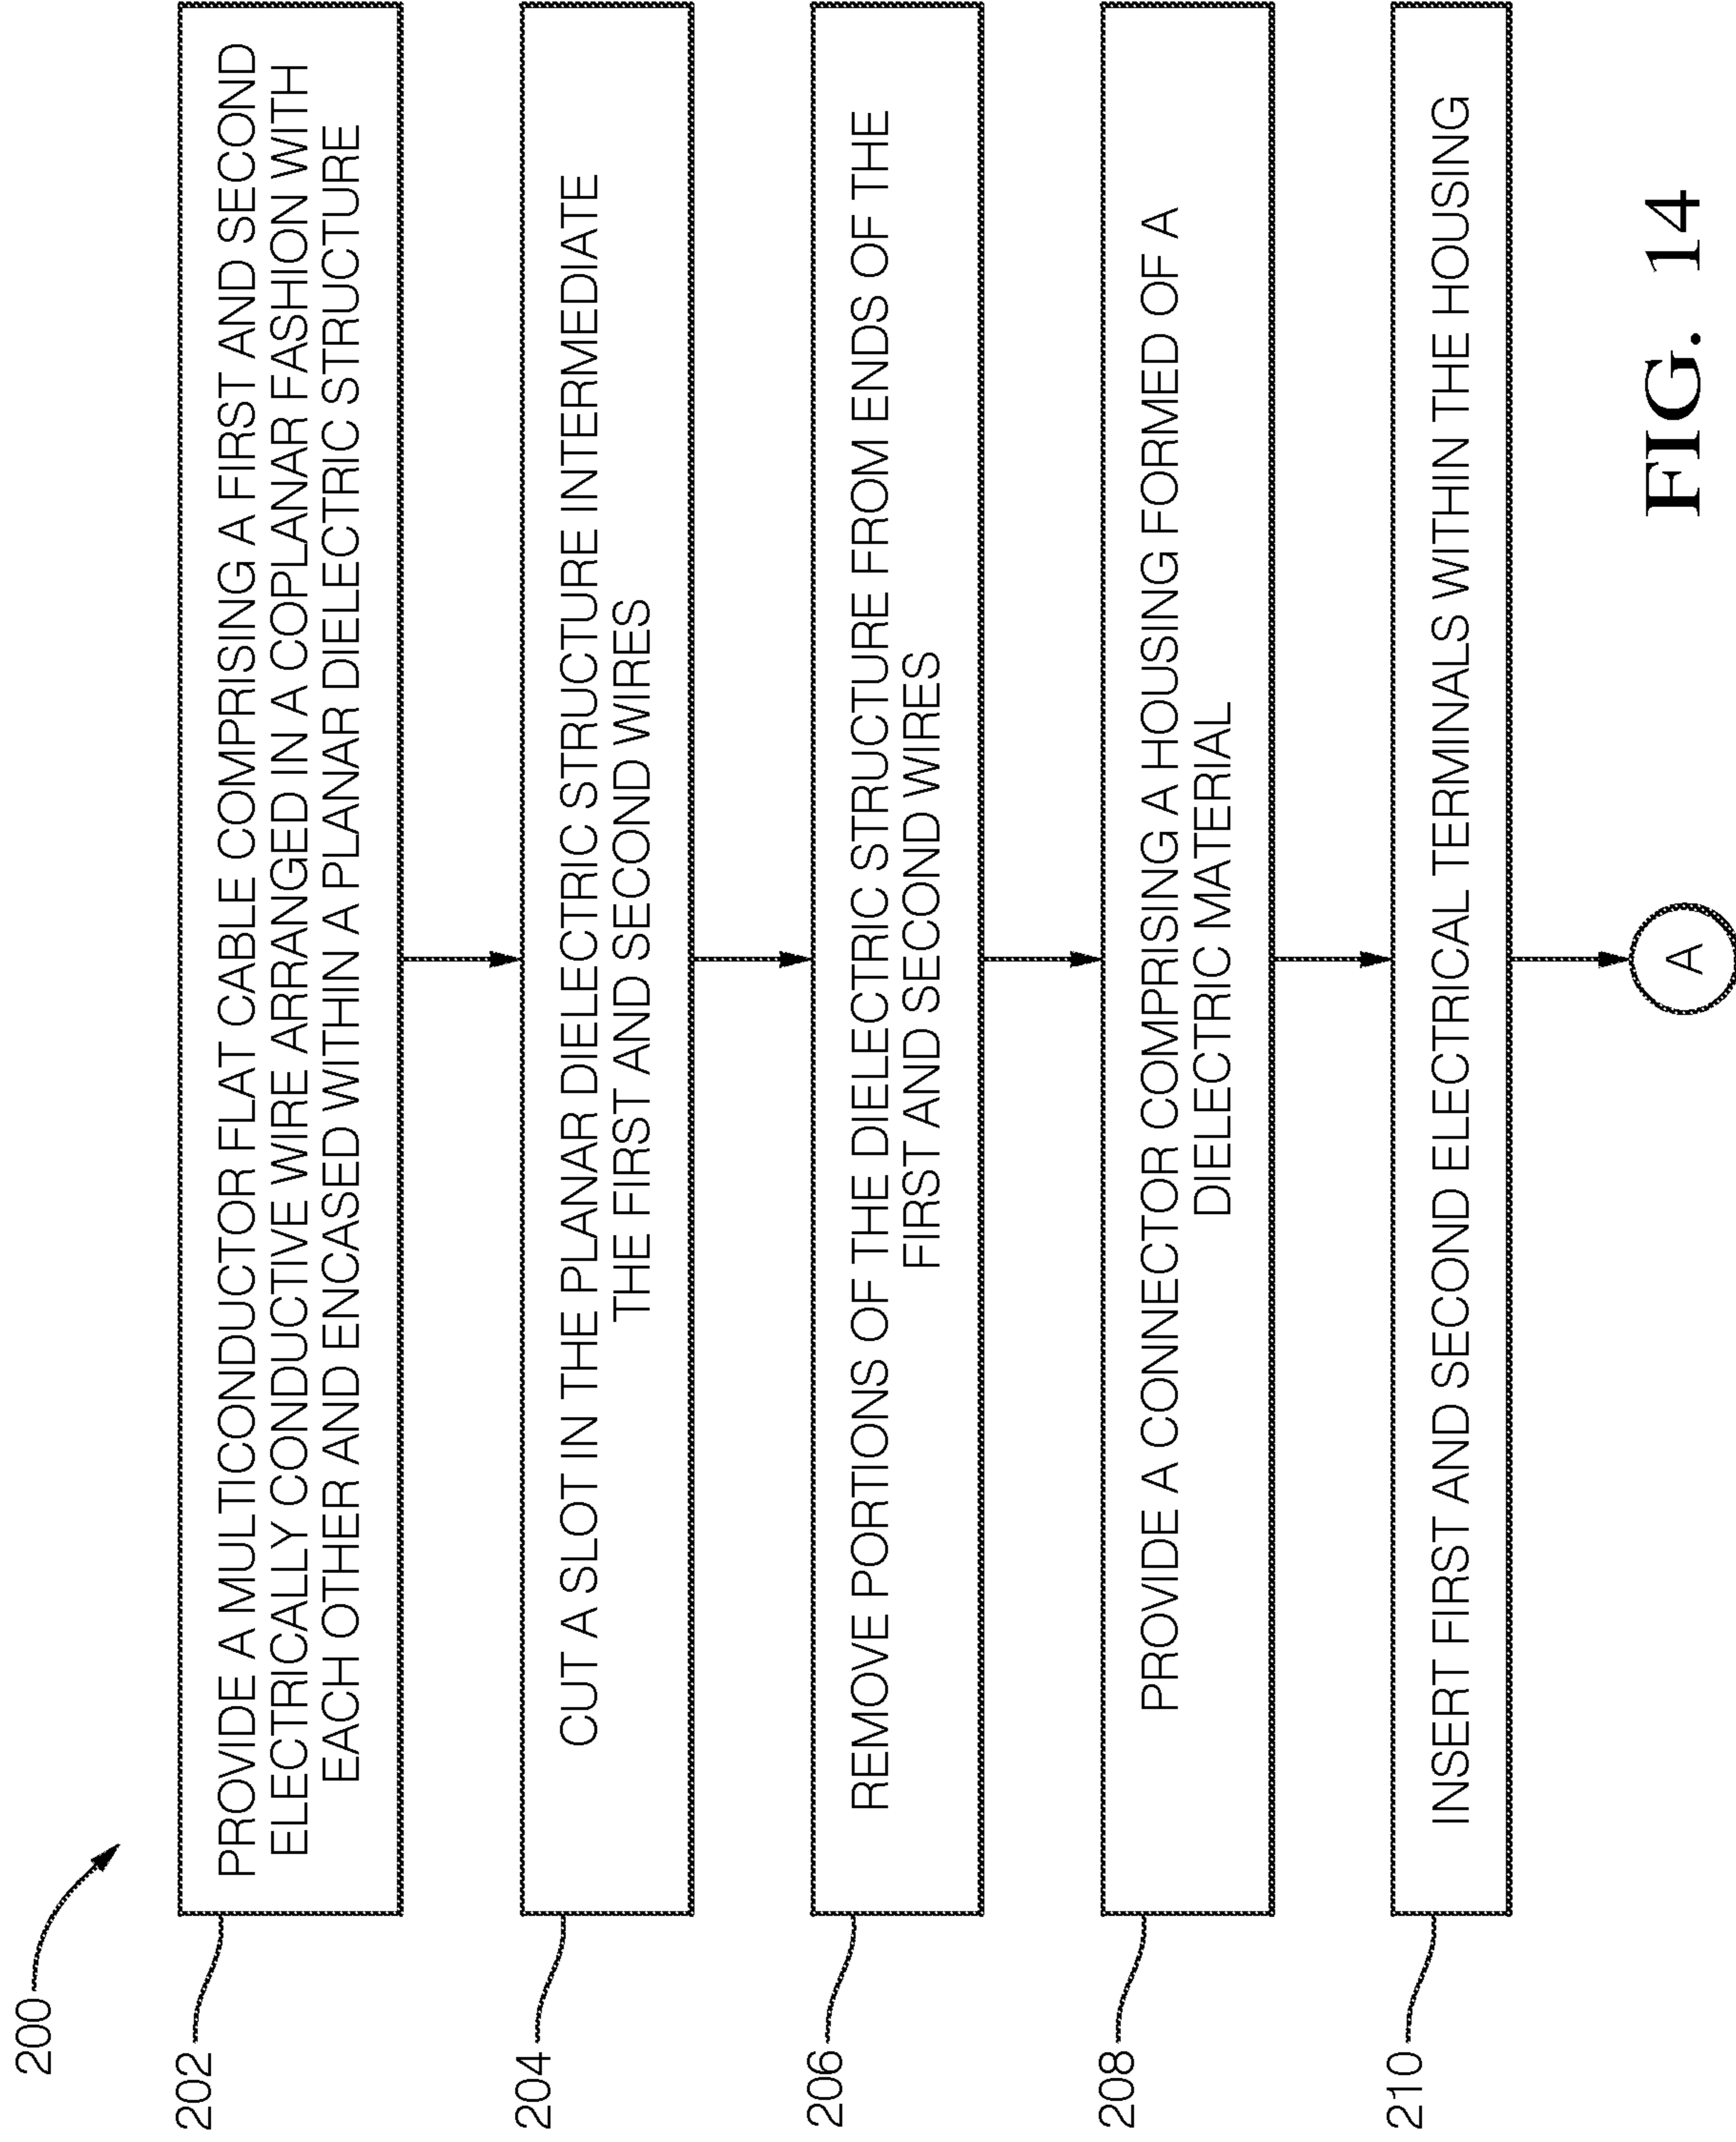 200
202
PROVIDE A MULTICONDUCTOR FLAT CABLE COMPRISING A FIRST AND SECOND
ELECTRICALLY CONDUCTIVE WIRE ARRANGED IN A COPLANAR FASHION WITH
EACH OTHER AND ENCASED WITHIN A PLANAR DIELECTRIC STRUCTURE
204
CUT A SLOT IN THE PLANAR DIELECTRIC STRUCTURE INTERMEDIATE
THE FIRST AND SECOND WIRES
206
REMOVE PORTIONS OF THE DIELECTRIC STRUCTURE FROM ENDS OF THE
FIRST AND SECOND WIRES
208
PROVIDE A CONNECTOR COMPRISING A HOUSING FORMED OF A
DIELECTRIC MATERIAL
210
INSERT FIRST AND SECOND ELECTRICAL TERMINALS WITHIN THE HOUSING
A
FIG. 14